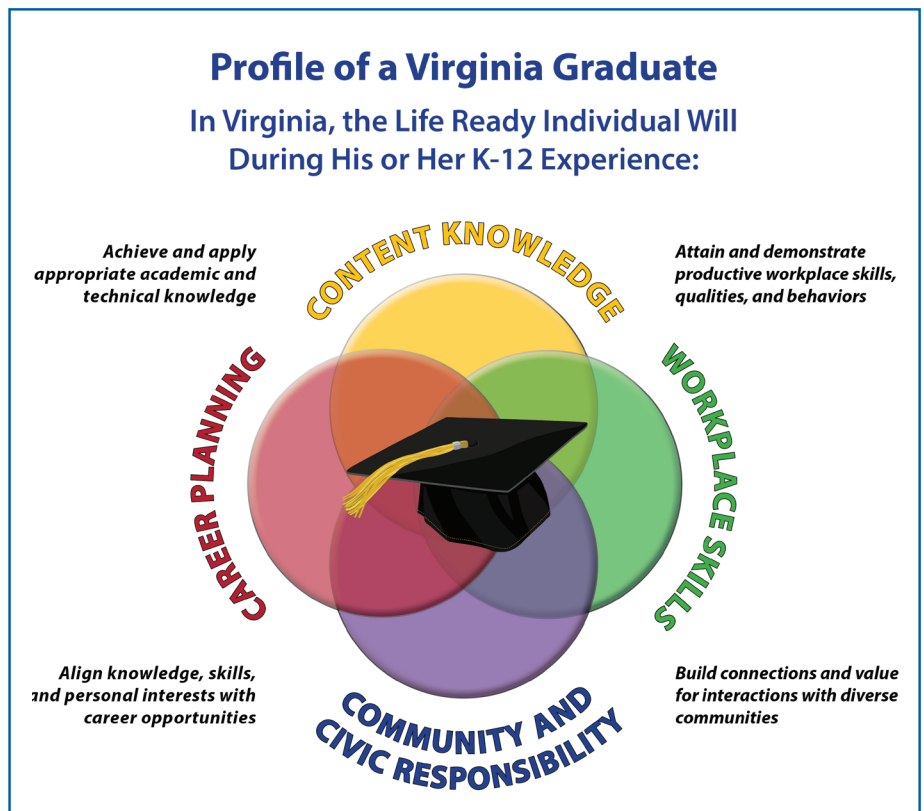 Profile of a Virginia Graduate
In Virginia, the Life Ready Individual Will
During His or Her K-12 Experience:
CONTENT KNOWLEDGE
Achieve and apply
appropriate academic and
technical knowledge
Attain and demonstrate
productive workplace skills,
qualities, and behaviors
CAREER PLANNING
WORKPLACE SKILLS
Align knowledge, skills,
and personal interests with
career opportunities
Build connections and value
for interactions with diverse
communities
COMMUNITY AND
CIVIC RESPONSIBILITY